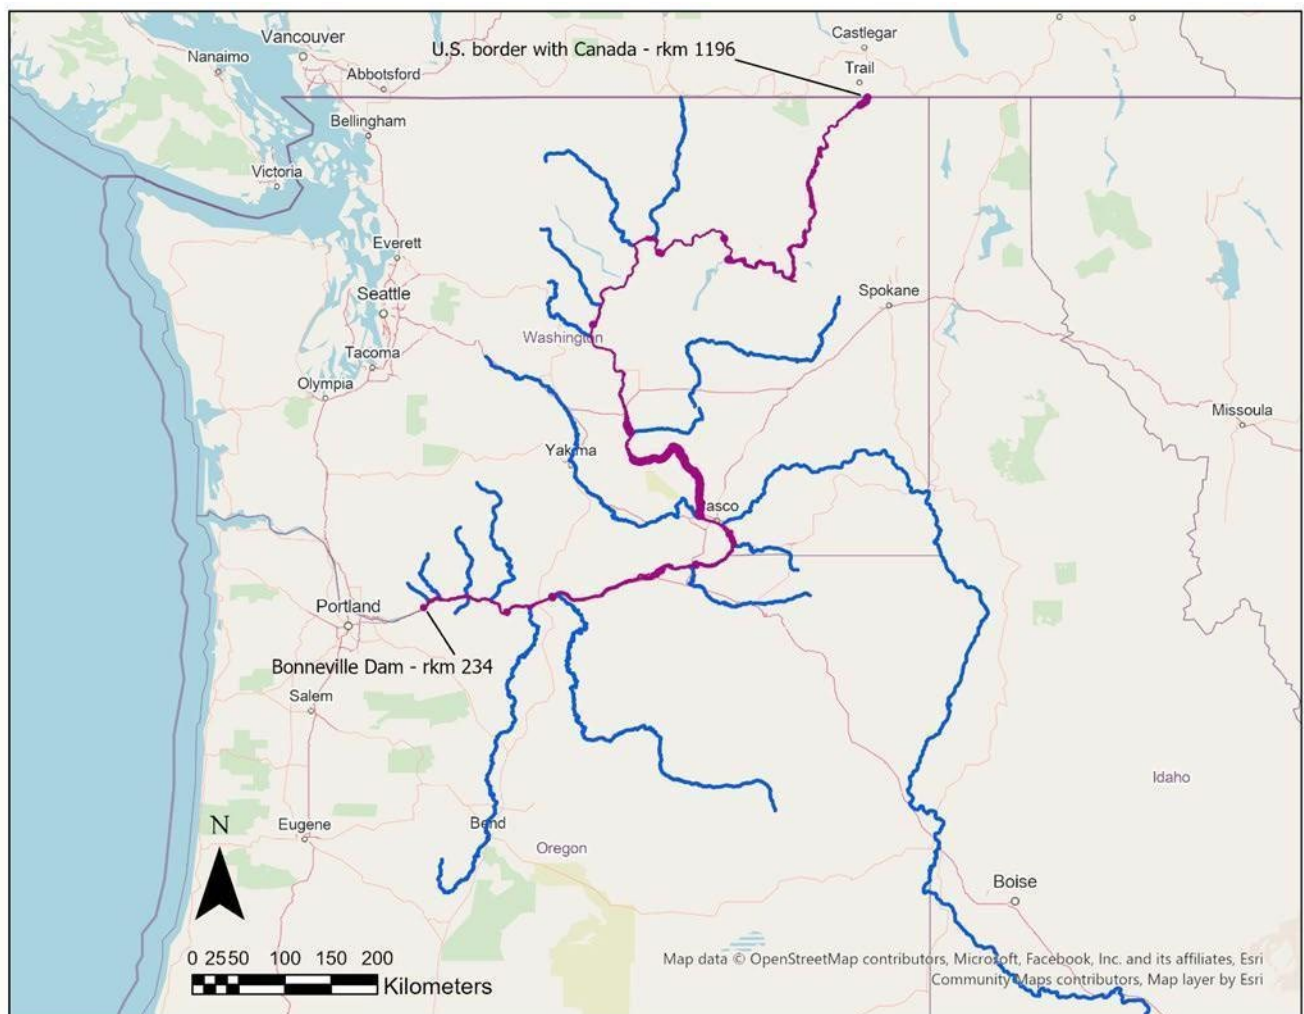 Vancouver
Castlegar
U.S. border with Canada - rkm 1196
Nanaimo
Trail
Abbotsford
Bellingham
Victoria
Everett
Spokane
Seattle
Washington
Tacoma
Olympia
Missoula
Yakima
asco
Portland
Bonneville Dam - rkm 234
Salem
Idaho
N
Eugene
Bend
Oregon
Boise
0 25 50 100 150 200
Kilometers
Map data © OpenStreetMap contributors, Microsoft, Facebook, Inc. and its affiliates, Esri
Community Maps contributors, Map layer by Esri